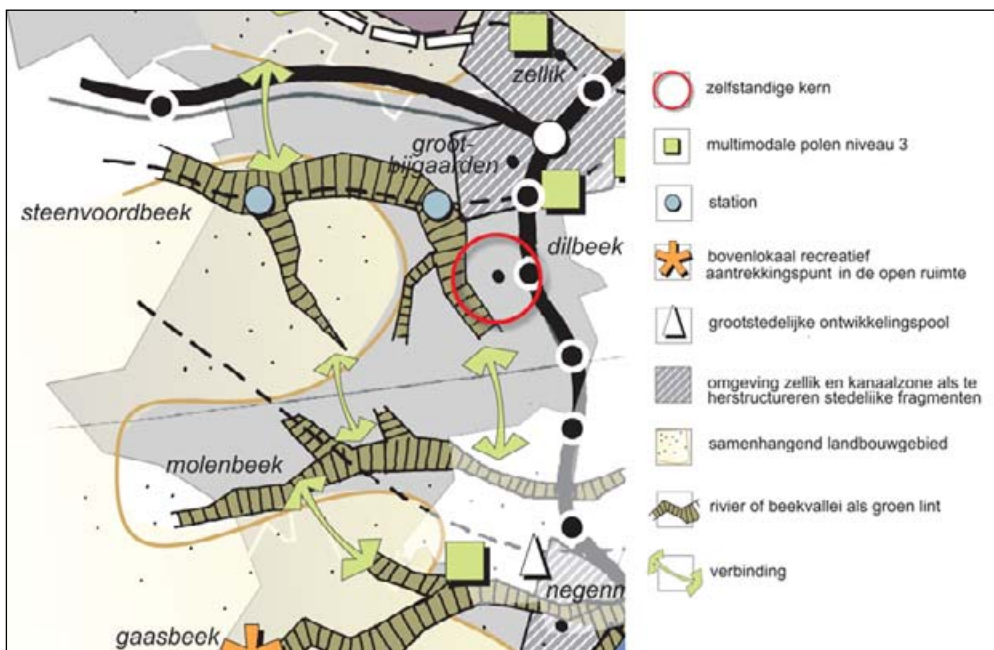 zellik
groot-
bijgaarden
steenvoordbeek
dilbeek
molenbeek
negenm
gaasbeek
zelfstandige kern
multimodale polen niveau 3
station
bovenlokaal recreatief
aantrekkingspunt in de open ruimte
grootstedelijke ontwikkelingspool
omgeving zellik en kanaalzone als te
herstructureren stedelijke fragmenten
samenhangend landbouwgebied
rivier of beekvallei als groen lint
verbinding